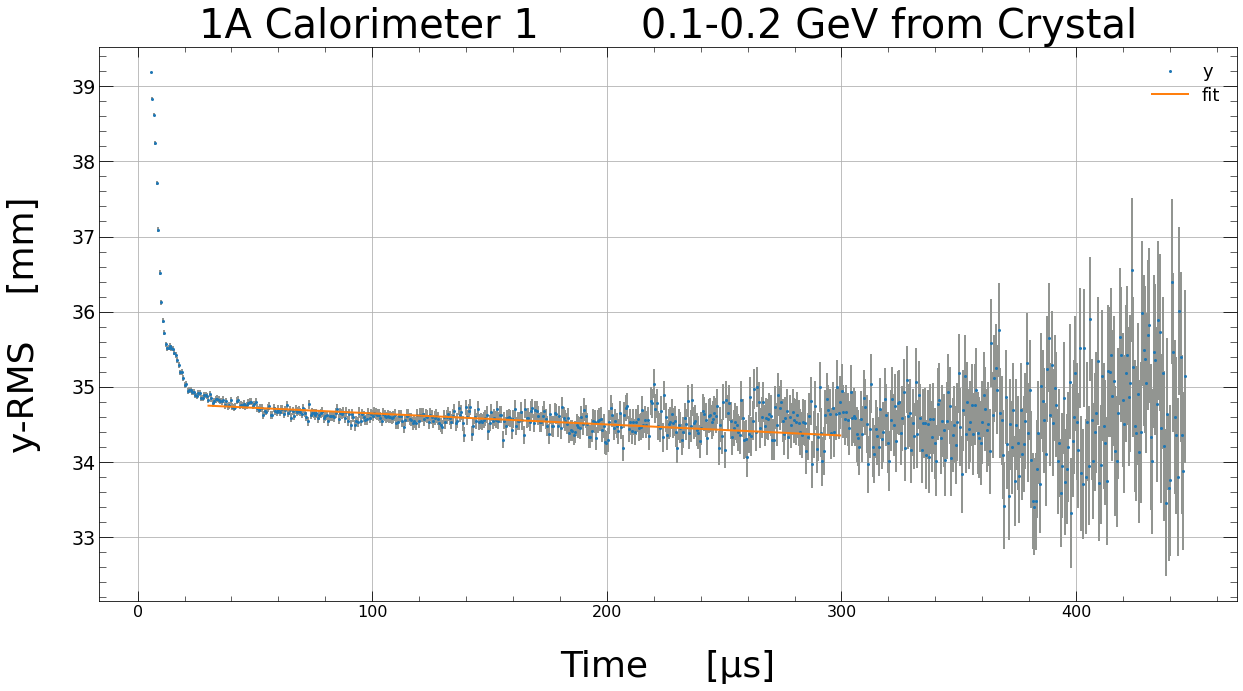 1A Calorimeter 1 0.1-0.2 GeV from Crystal
y
fit
39
38
37
36
35
34
33
y-RMS [mm]
0 100 200 300 400
Time [μs]